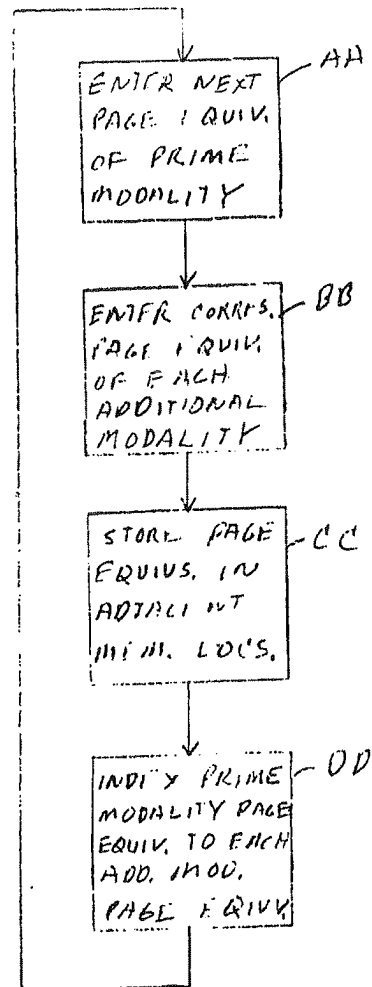 AA
ENTER NEXT
PAGE EQUIV.
OF PRIME
MODALITY
BB
ENTER CORRES.
PAGE EQUIV.
OF EACH
ADDITIONAL
MODALITY
CC
STORE PAGE
EQUIVS. IN
ADJACENT
MEM. LOCS.
DD
INDEX PRIME
MODALITY PAGE
EQUIV. TO EACH
ADD. MOD.
PAGE EQUIV.